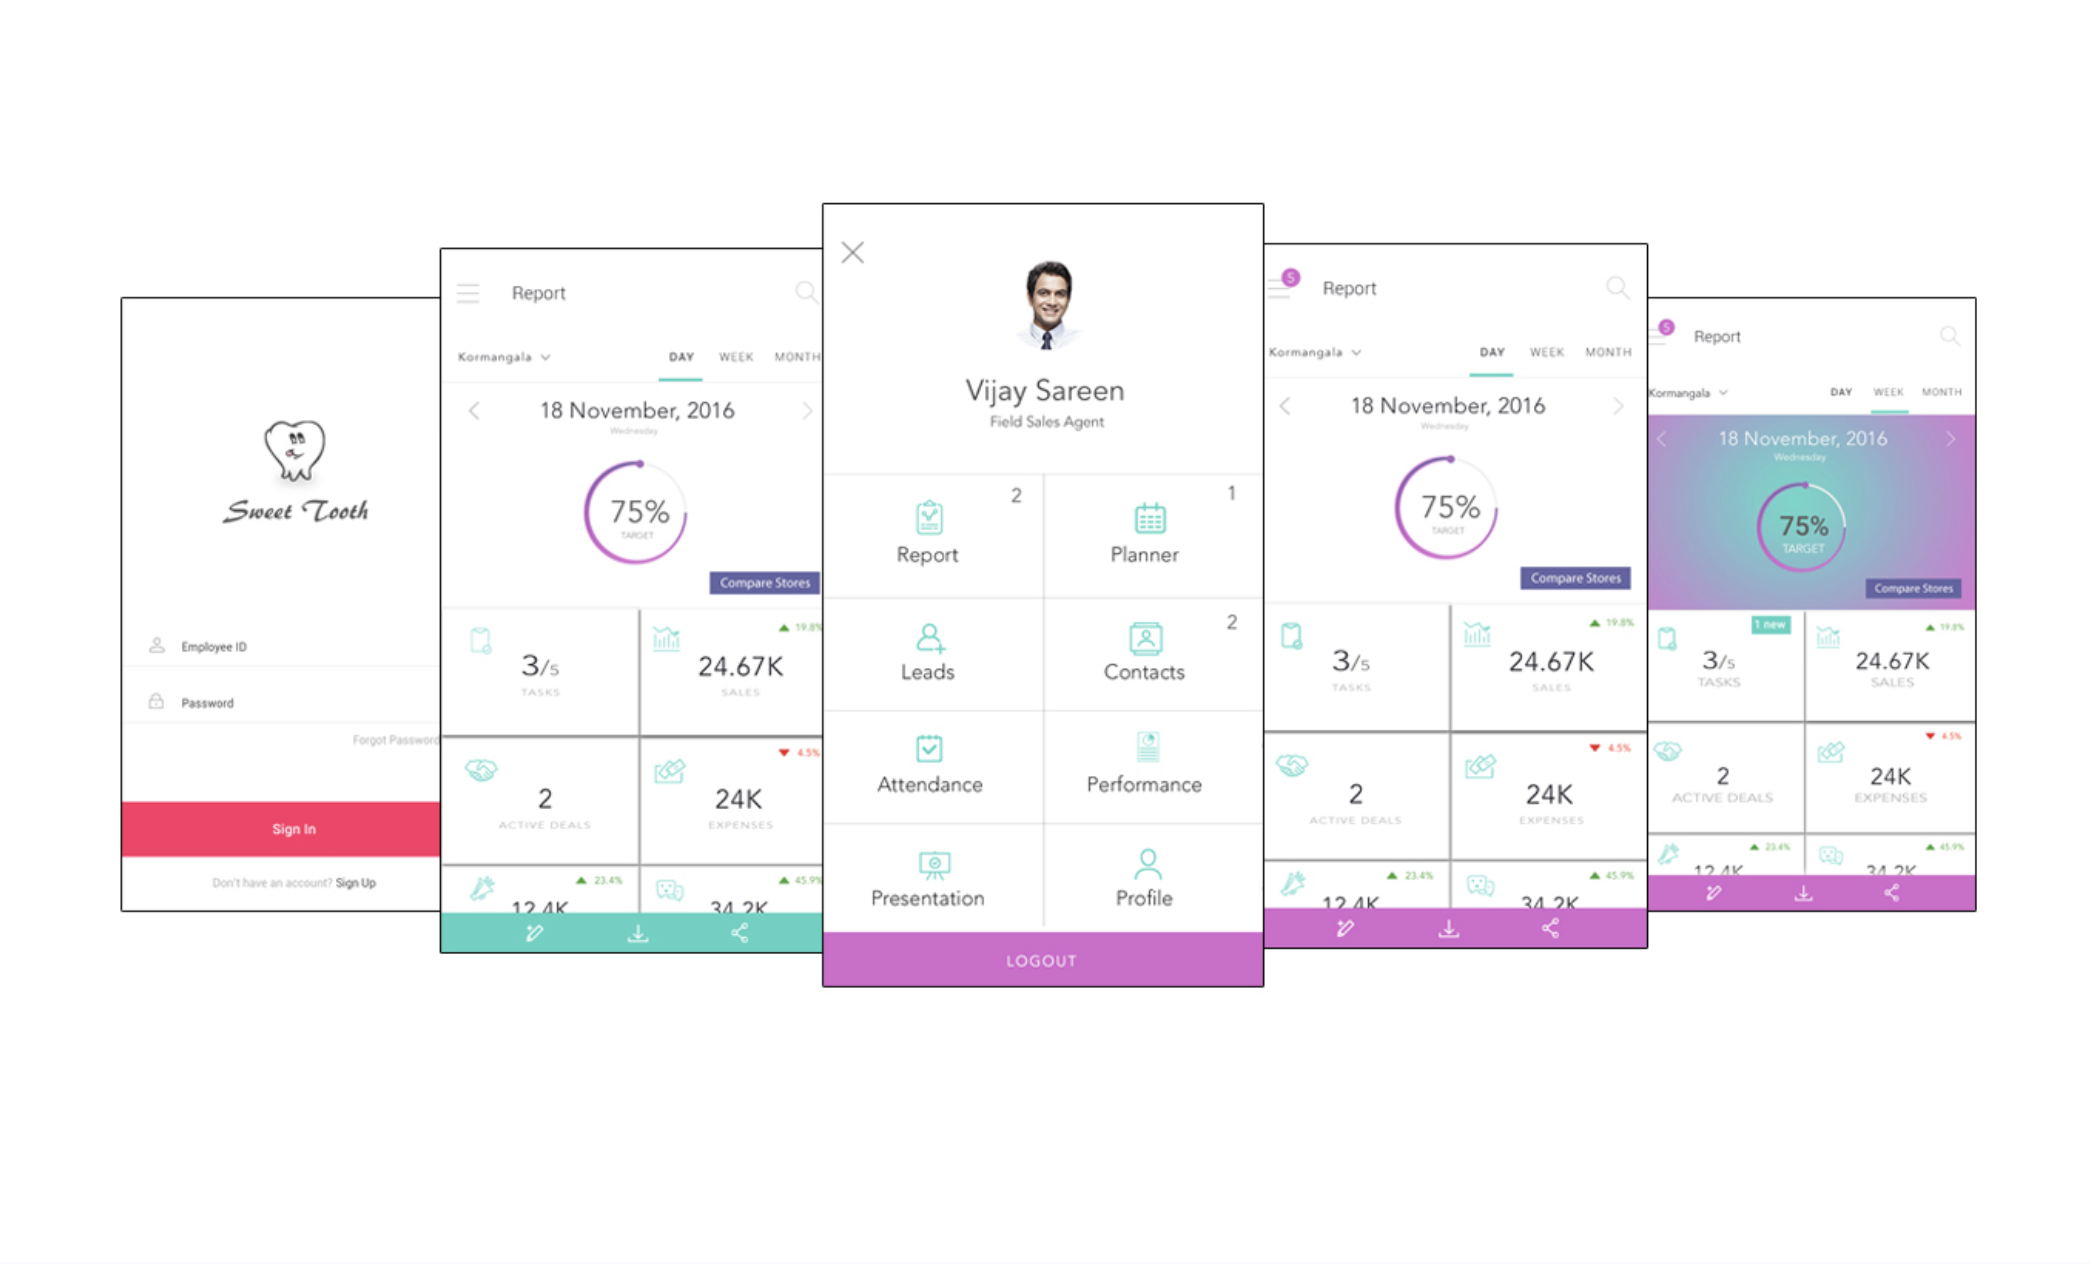 Sweet Tooth
Employee ID
Password
Forgot Password
Sign In
Don't have an account? Sign Up
Report
Kormangala DAY WEEK MONTH
18 November, 2016
Wednesday
75%
TARGET
Compare Stores
3/5
TASKS
19.8%
24.67K
SALES
2
ACTIVE DEALS
4.5%
24K
EXPENSES
23.4%
12.4K
45.9%
34.2K
Vijay Sareen
Field Sales Agent
2
Report
1
Planner
Leads
2
Contacts
Attendance
Performance
Presentation
Profile
LOGOUT
5
Report
Kormangala DAY WEEK MONTH
18 November, 2016
Wednesday
75%
TARGET
Compare Stores
3/5
TASKS
19.8%
24.67K
SALES
2
ACTIVE DEALS
4.5%
24K
EXPENSES
23.4%
12.4K
45.9%
34.2K
5
Report
Kormangala DAY WEEK MONTH
18 November, 2016
Wednesday
75%
TARGET
Compare Stores
1 new
3/5
TASKS
19.8%
24.67K
SALES
2
ACTIVE DEALS
4.5%
24K
EXPENSES
23.4%
12.4K
45.9%
34.2K